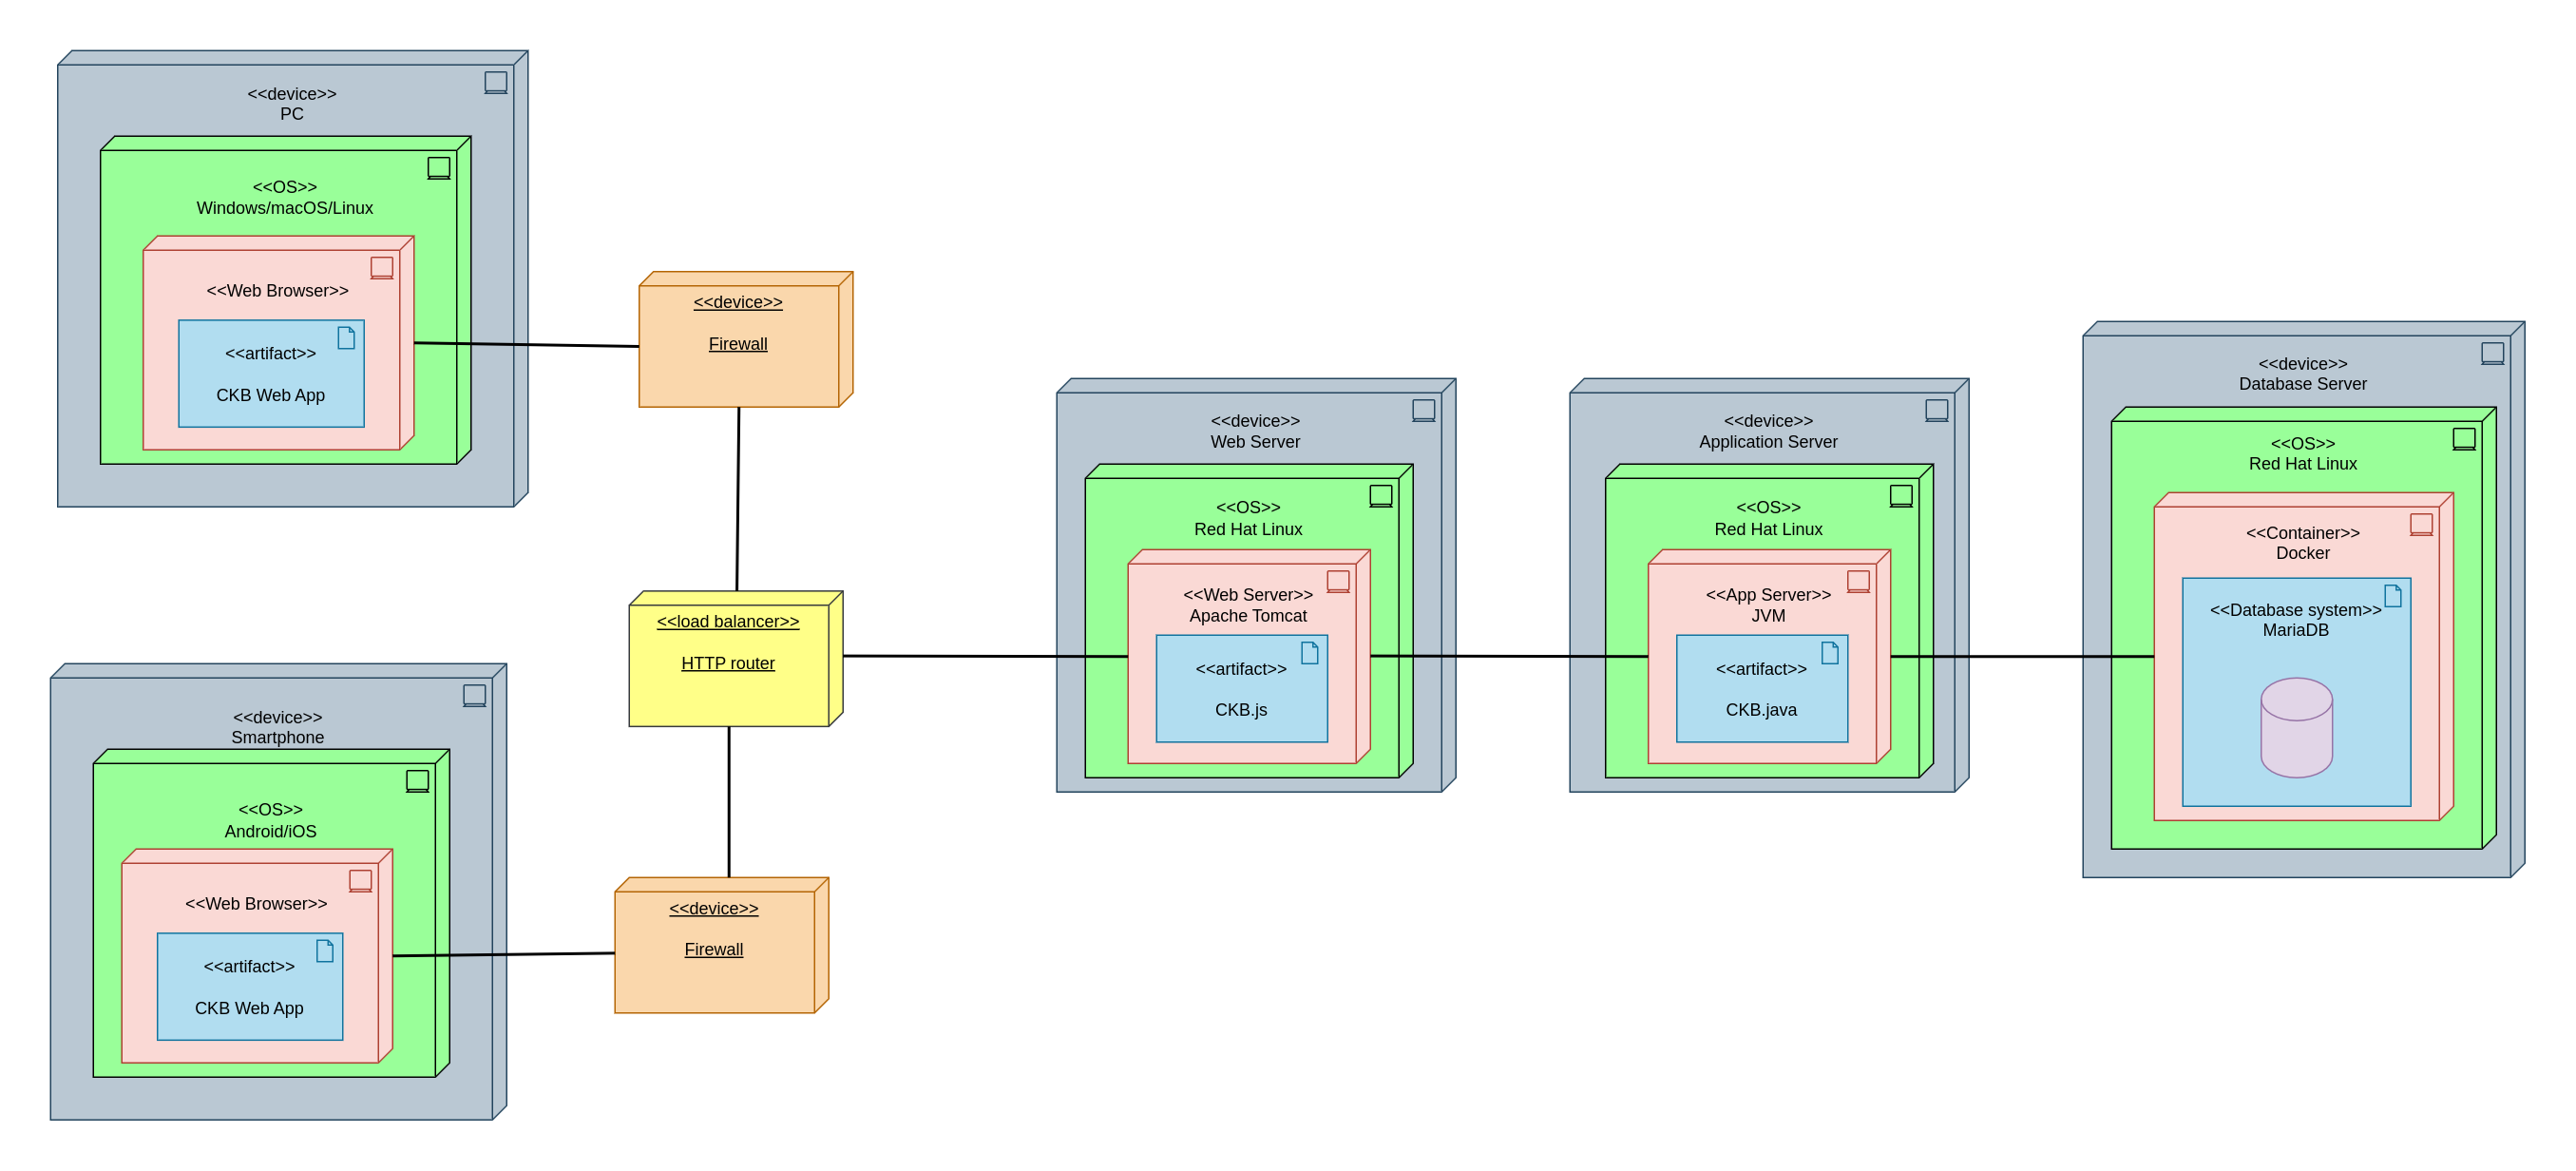 <<device>>
PC
<<OS>>
Windows/macOS/Linux
<<Web Browser>>
<<artifact>>
CKB Web App
<<device>>
Firewall
<<device>>
Smartphone
<<OS>>
Android/iOS
<<Web Browser>>
<<artifact>>
CKB Web App
<<device>>
Firewall
<<load balancer>>
HTTP router
<<device>>
Web Server
<<OS>>
Red Hat Linux
<<Web Server>>
Apache Tomcat
<<artifact>>
CKB.js
<<device>>
Application Server
<<OS>>
Red Hat Linux
<<App Server>>
JVM
<<artifact>>
CKB.java
<<device>>
Database Server
<<OS>>
Red Hat Linux
<<Container>>
Docker
<<Database system>>
MariaDB